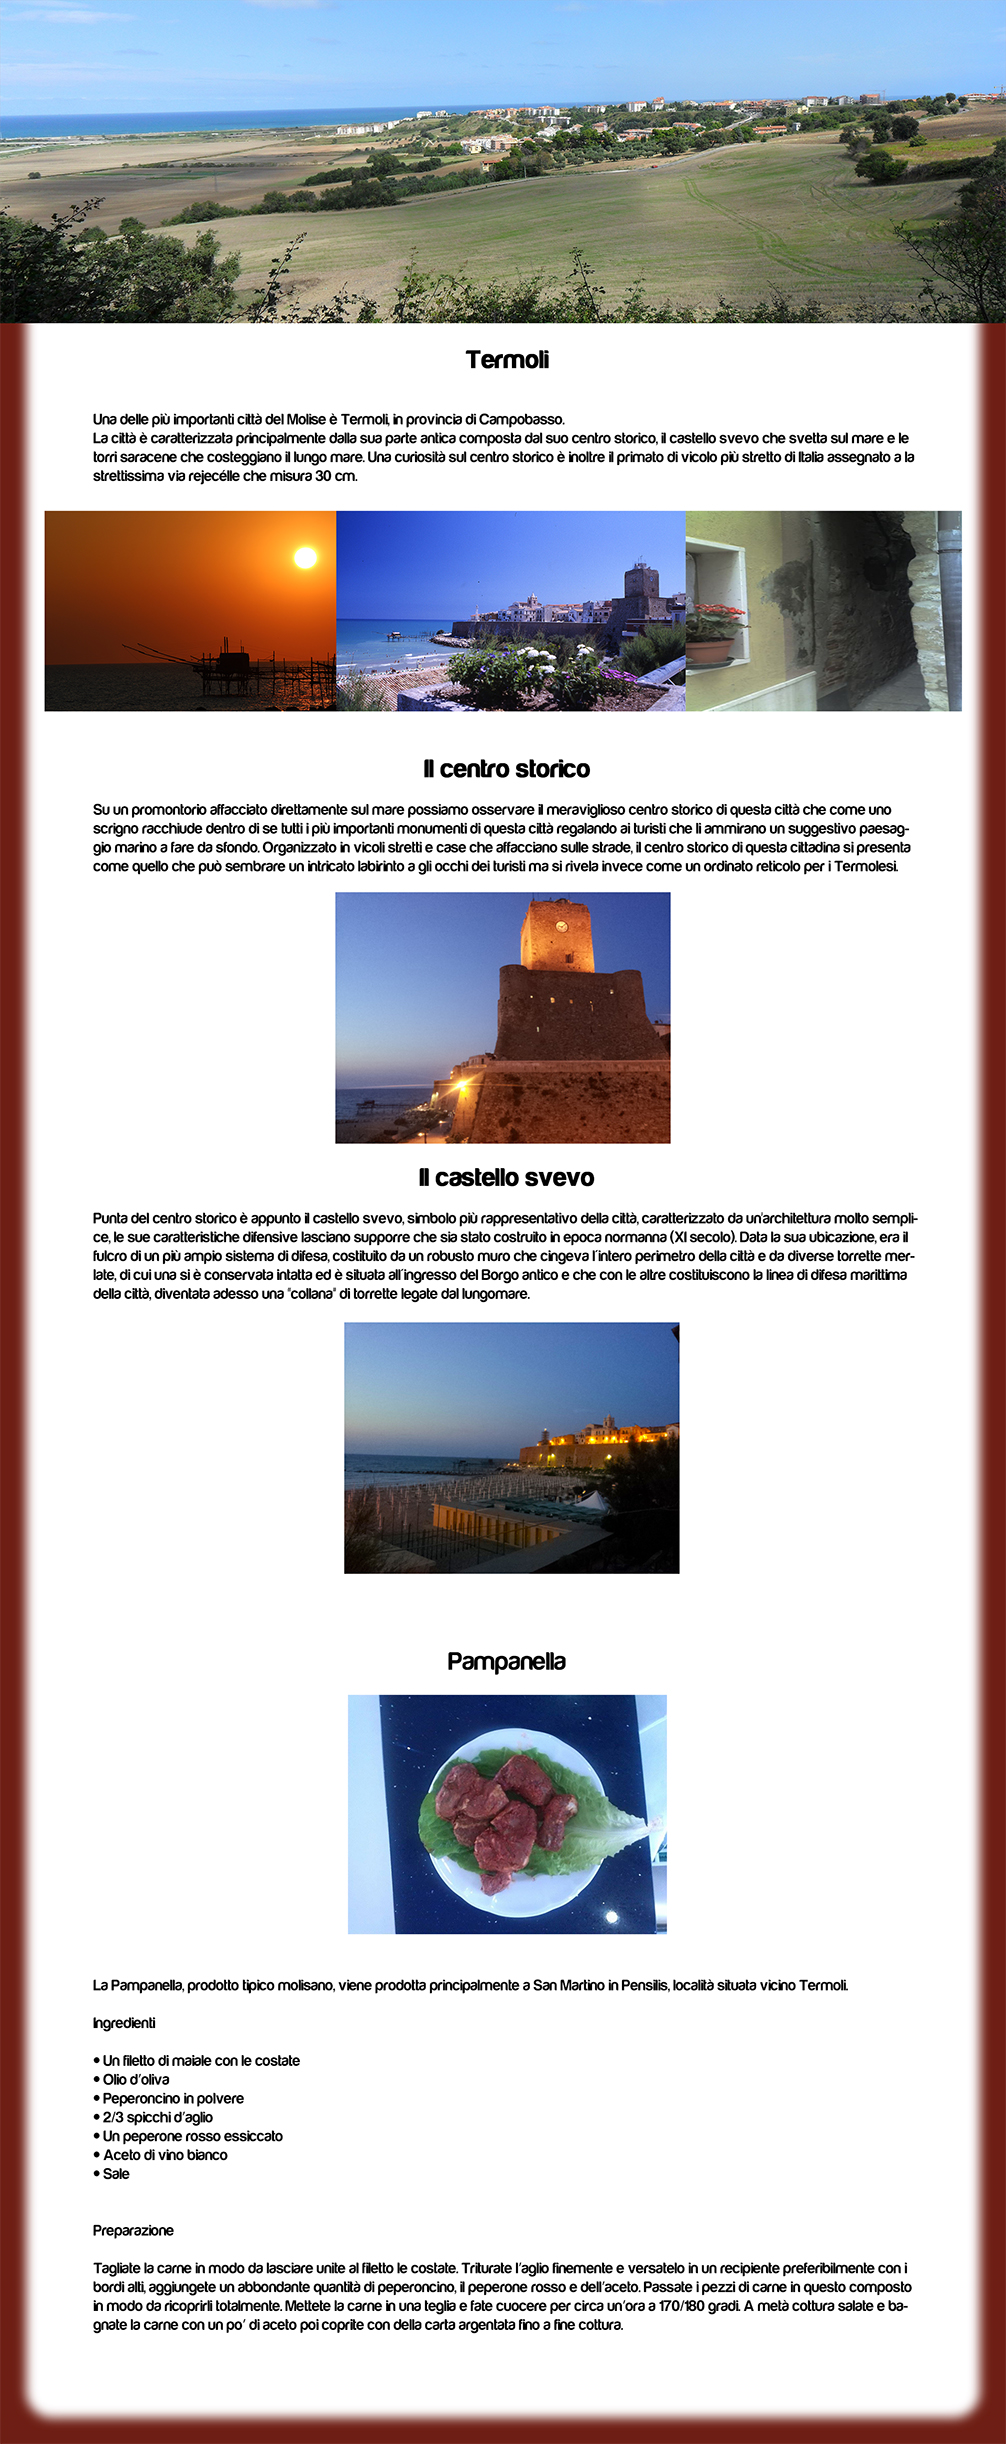 Termoli
Una delle più importanti città del Molise è Termoli, in provincia di Campobasso.
La città è caratterizzata principalmente dalla sua parte antica composta dal suo centro storico, il castello svevo che svetta sul mare e le
torri saracene che costeggiano il lungo mare. Una curiosità sul centro storico è inoltre il primato di vicolo più stretto di Italia assegnato a la
strettissima via rejecélle che misura 30 cm.
Il centro storico
Su un promontorio affacciato direttamente sul mare possiamo osservare il meraviglioso centro storico di questa città che come uno
scrigno racchiude dentro di se tutti i più importanti monumenti di questa città regalando ai turisti che li ammirano un suggestivo paesag-
gio marino a fare da sfondo. Organizzato in vicoli stretti e case che affacciano sulle strade, il centro storico di questa cittadina si presenta
come quello che può sembrare un intricato labirinto a gli occhi dei turisti ma si rivela invece come un ordinato reticolo per i Termolesi.
Il castello svevo
Punta del centro storico è appunto il castello svevo, simbolo più rappresentativo della città, caratterizzato da un'architettura molto sempli-
ce, le sue caratteristiche difensive lasciano supporre che sia stato costruito in epoca normanna (XI secolo). Data la sua ubicazione, era il
fulcro di un più ampio sistema di difesa, costituito da un robusto muro che cingeva l'intero perimetro della città e da diverse torrette mer-
late, di cui una si è conservata intatta ed è situata all'ingresso del Borgo antico e che con le altre costituiscono la linea di difesa marittima
della città, diventata adesso una "collana" di torrette legate dal lungomare.
Pampanella
La Pampanella, prodotto tipico molisano, viene prodotta principalmente a San Martino in Pensilis, località situata vicino Termoli.
Ingredienti
• Un filetto di maiale con le costate
• Olio d'oliva
• Peperoncino in polvere
• 2/3 spicchi d'aglio
• Un peperone rosso essiccato
• Aceto di vino bianco
• Sale
Preparazione
Tagliate la carne in modo da lasciare unite al filetto le costate. Triturate l'aglio finemente e versatelo in un recipiente preferibilmente con i
bordi alti, aggiungete un abbondante quantità di peperoncino, il peperone rosso e dell'aceto. Passate i pezzi di carne in questo composto
in modo da ricoprirli totalmente. Mettete la carne in una teglia e fate cuocere per circa un'ora a 170/180 gradi. A metà cottura salate e ba-
gnate la carne con un po' di aceto poi coprite con della carta argentata fino a fine cottura.